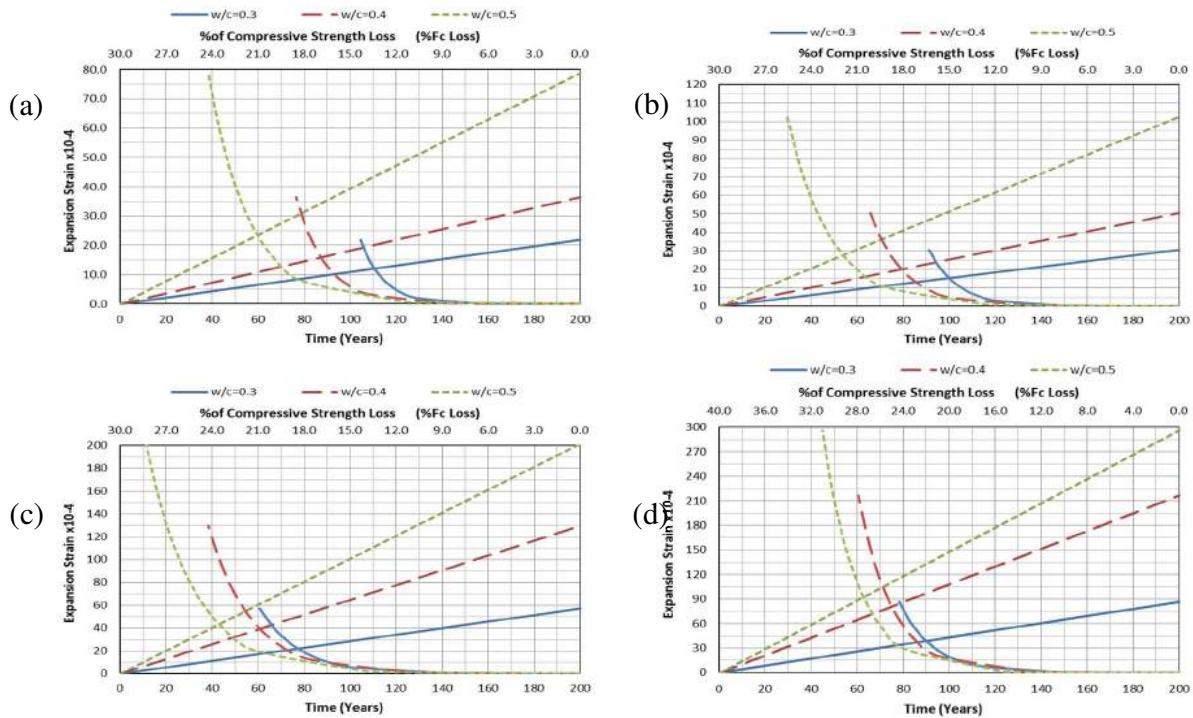 w/c=0.3 w/c=0.4 w/c=0.5
%of Compressive Strength Loss (%Fc Loss)
30.0 27.0 24.0 21.0 18.0 15.0 12.0 9.0 6.0 3.0 0.0
(a)
Expansion Strain x10-4
80.0
70.0
60.0
50.0
40.0
30.0
20.0
10.0
0.0
0 20 40 60 80 100 120 140 160 180 200
Time (Years)
w/c=0.3 w/c=0.4 w/c=0.5
%of Compressive Strength Loss (%Fc Loss)
30.0 27.0 24.0 21.0 18.0 15.0 12.0 9.0 6.0 3.0 0.0
(b)
Expansion Strain x10-4
120
110
100
90
80
70
60
50
40
30
20
10
0
0 20 40 60 80 100 120 140 160 180 200
Time (Years)
w/c=0.3 w/c=0.4 w/c=0.5
%of Compressive Strength Loss (%Fc Loss)
30.0 27.0 24.0 21.0 18.0 15.0 12.0 9.0 6.0 3.0 0.0
(c)
Expansion Strain x10-4
200
180
160
140
120
100
80
60
40
20
0
0 20 40 60 80 100 120 140 160 180 200
Time (Years)
w/c=0.3 w/c=0.4 w/c=0.5
%of Compressive Strength Loss (%Fc Loss)
40.0 36.0 32.0 28.0 24.0 20.0 16.0 12.0 8.0 4.0 0.0
(d)
Expansion Strain x10-4
300
270
240
210
180
150
120
90
60
30
0
0 20 40 60 80 100 120 140 160 180 200
Time (Years)